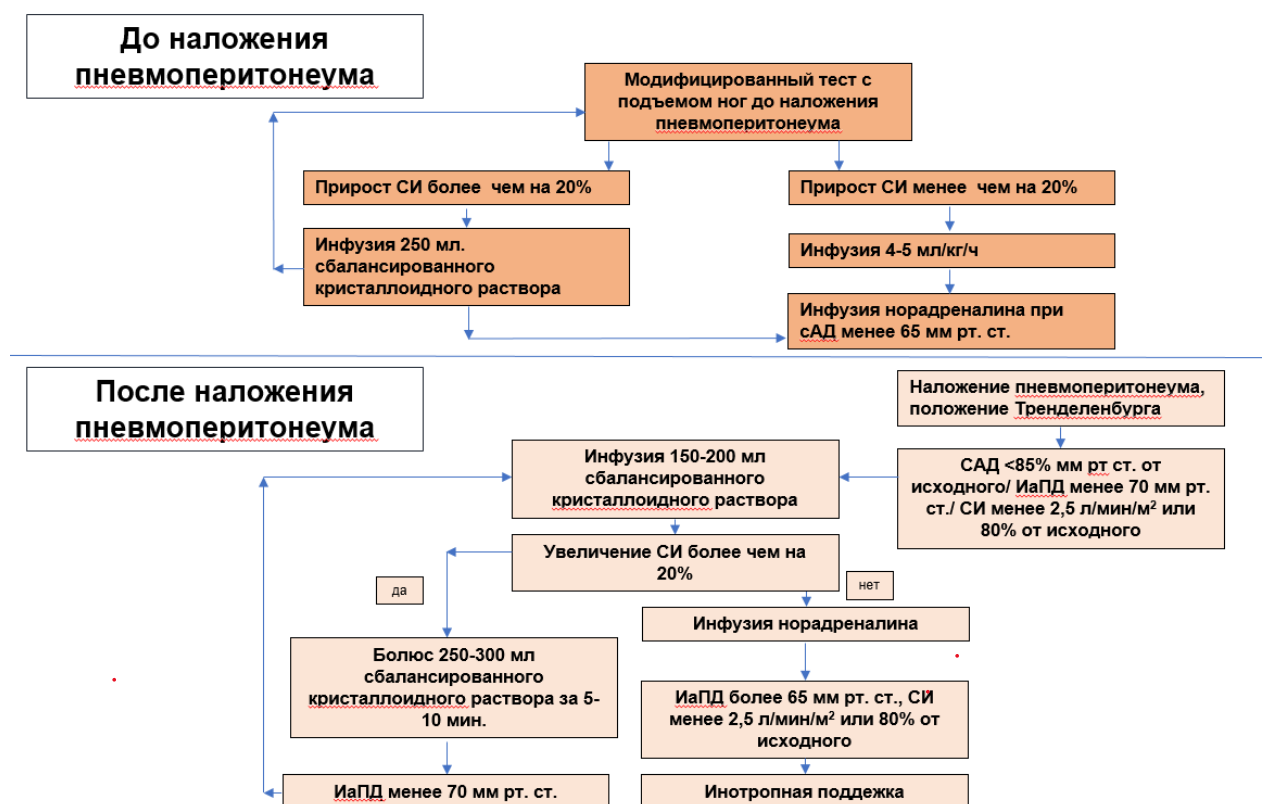 До наложения
пневмоперитонеума
Модифицированный тест с
подъемом ног до наложения
пневмоперитонеума
Прирост СИ более чем на 20%
Прирост СИ менее чем на 20%
Инфузия 250 мл.
сбалансированного
кристаллоидного раствора
Инфузия 4-5 мл/кг/ч
Инфузия норадреналина при
сАД менее 65 мм рт. ст.
После наложения
пневмоперитонеума
Наложение пневмоперитонеума,
положение Тренделенбурга
САД <85% мм рт ст. от
исходного/ ИаПД менее 70 мм рт.
ст./ СИ менее 2,5 л/мин/м² или
80% от исходного
Инфузия 150-200 мл
сбалансированного
кристаллоидного раствора
Увеличение СИ более чем на
20%
да
нет
Болюс 250-300 мл
сбалансированного
кристаллоидного раствора за 5-
10 мин.
ИаПД менее 70 мм рт. ст.
Инфузия норадреналина
ИаПД более 65 мм рт. ст., СИ
менее 2,5 л/мин/м² или 80% от
исходного
Инотропная поддежка